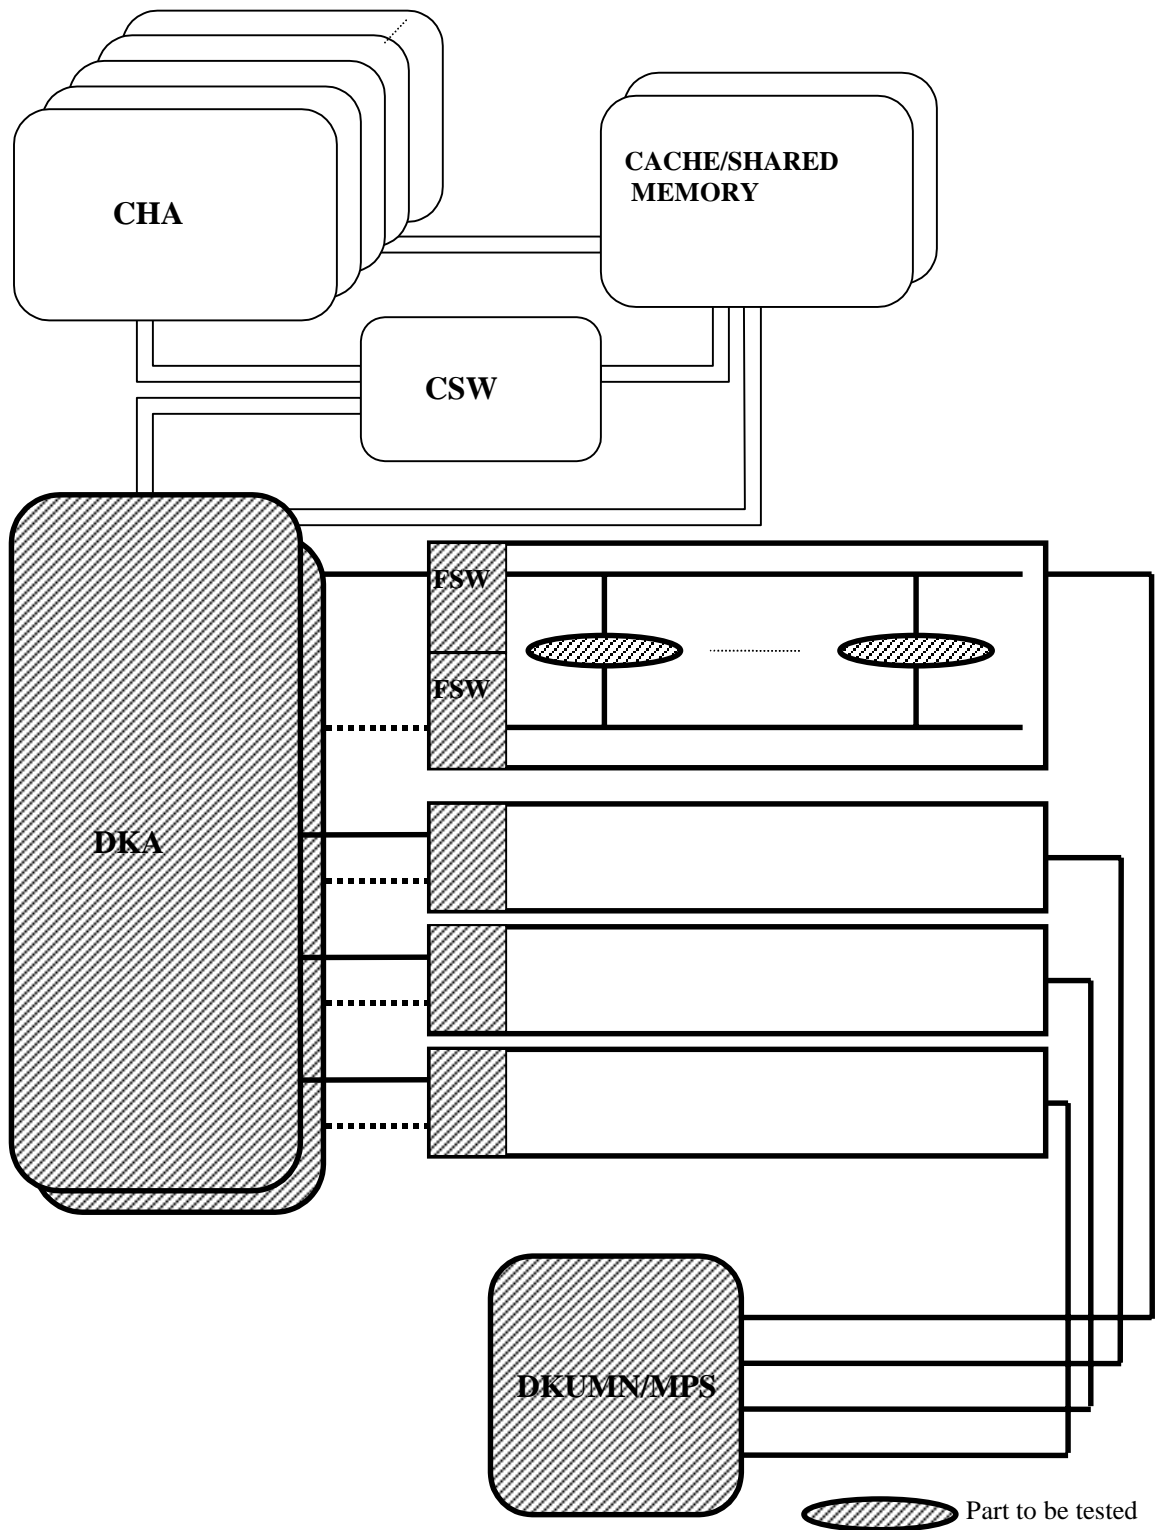 CHA
CACHE/SHARED
MEMORY
CSW
FSW
FSW
DKA
DKUMN/MPS
Part to be tested